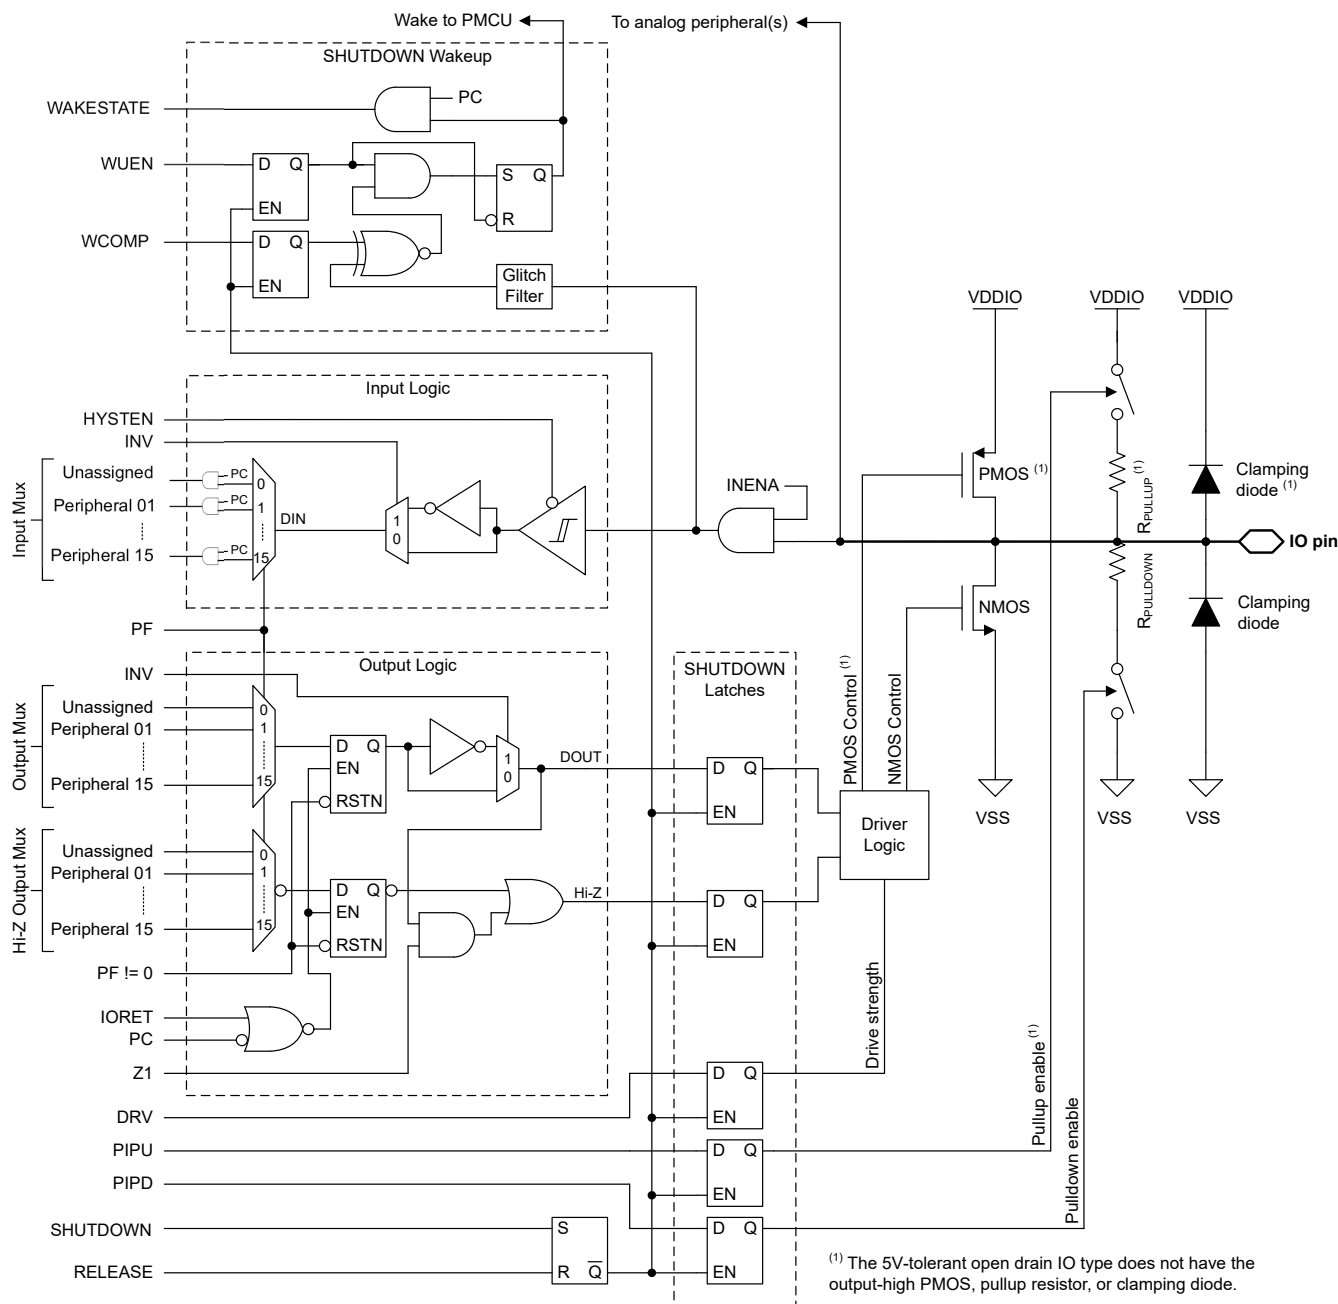 Wake to PMCU
To analog peripheral(s)
SHUTDOWN Wakeup
WAKESTATE
PC
WUEN
D Q
EN
S Q
R
WCOMP
D Q
EN
Glitch
Filter
VDDIO
VDDIO
VDDIO
Input Logic
HYSTEN
INV
Input Mux
Unassigned
PC
0
Peripheral 01
PC
1
Peripheral 15
PC
15
DIN
1
0
INENA
PMOS (1)
RPULLUP (1)
Clamping
diode (1)
IO pin
RPULLDOWN
NMOS
Clamping
diode
PF
Output Logic
INV
SHUTDOWN
Latches
PMOS Control (1)
NMOS Control
Output Mux
Unassigned
0
Peripheral 01
1
Peripheral 15
15
D Q
EN
RSTN
1
0
DOUT
D Q
EN
Driver
Logic
VSS
VSS
VSS
Hi-Z Output Mux
Unassigned
0
Peripheral 01
1
Peripheral 15
15
D Q
EN
RSTN
Hi-Z
D Q
EN
PF != 0
IORET
PC
Z1
Drive strength
D Q
EN
DRV
PIPU
D Q
EN
Pullup enable (1)
PIPD
Pulldown enable
SHUTDOWN
S
D Q
RELEASE
R Q̅
EN
(1) The 5V-tolerant open drain IO type does not have the
output-high PMOS, pullup resistor, or clamping diode.